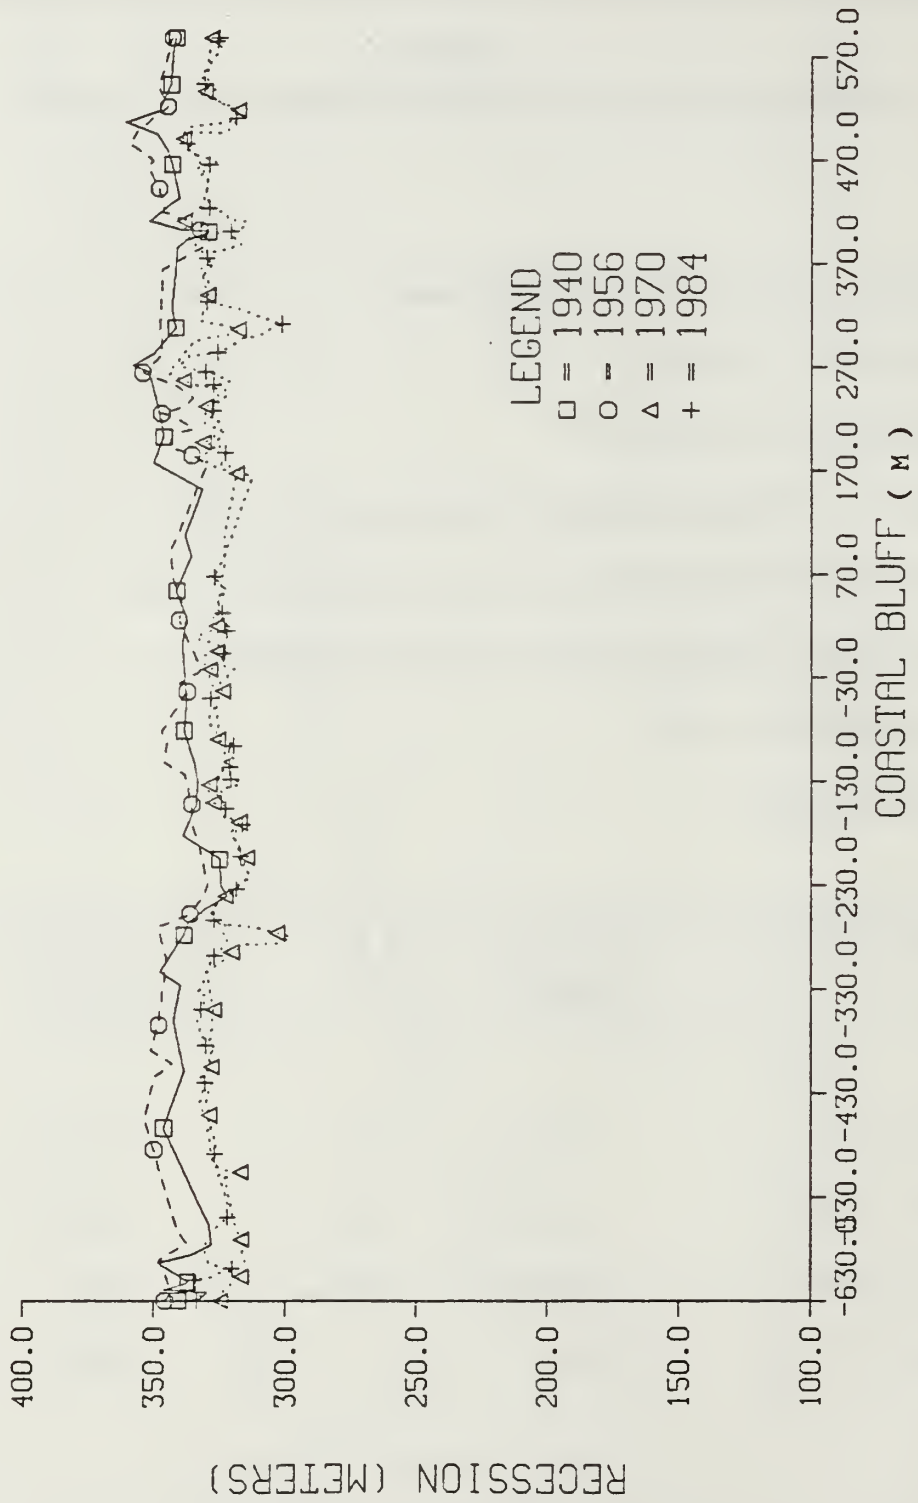 400.0
350.0
300.0
250.0
200.0
150.0
100.0
RECESSION (METERS)
LEGEND
□ = 1940
○ = 1956
△ = 1970
+ = 1984
-630.0 -530.0 -430.0 -330.0 -230.0 -130.0 -30.0 70.0 170.0 270.0 370.0 470.0 570.0
COASTAL BLUFF ( M )